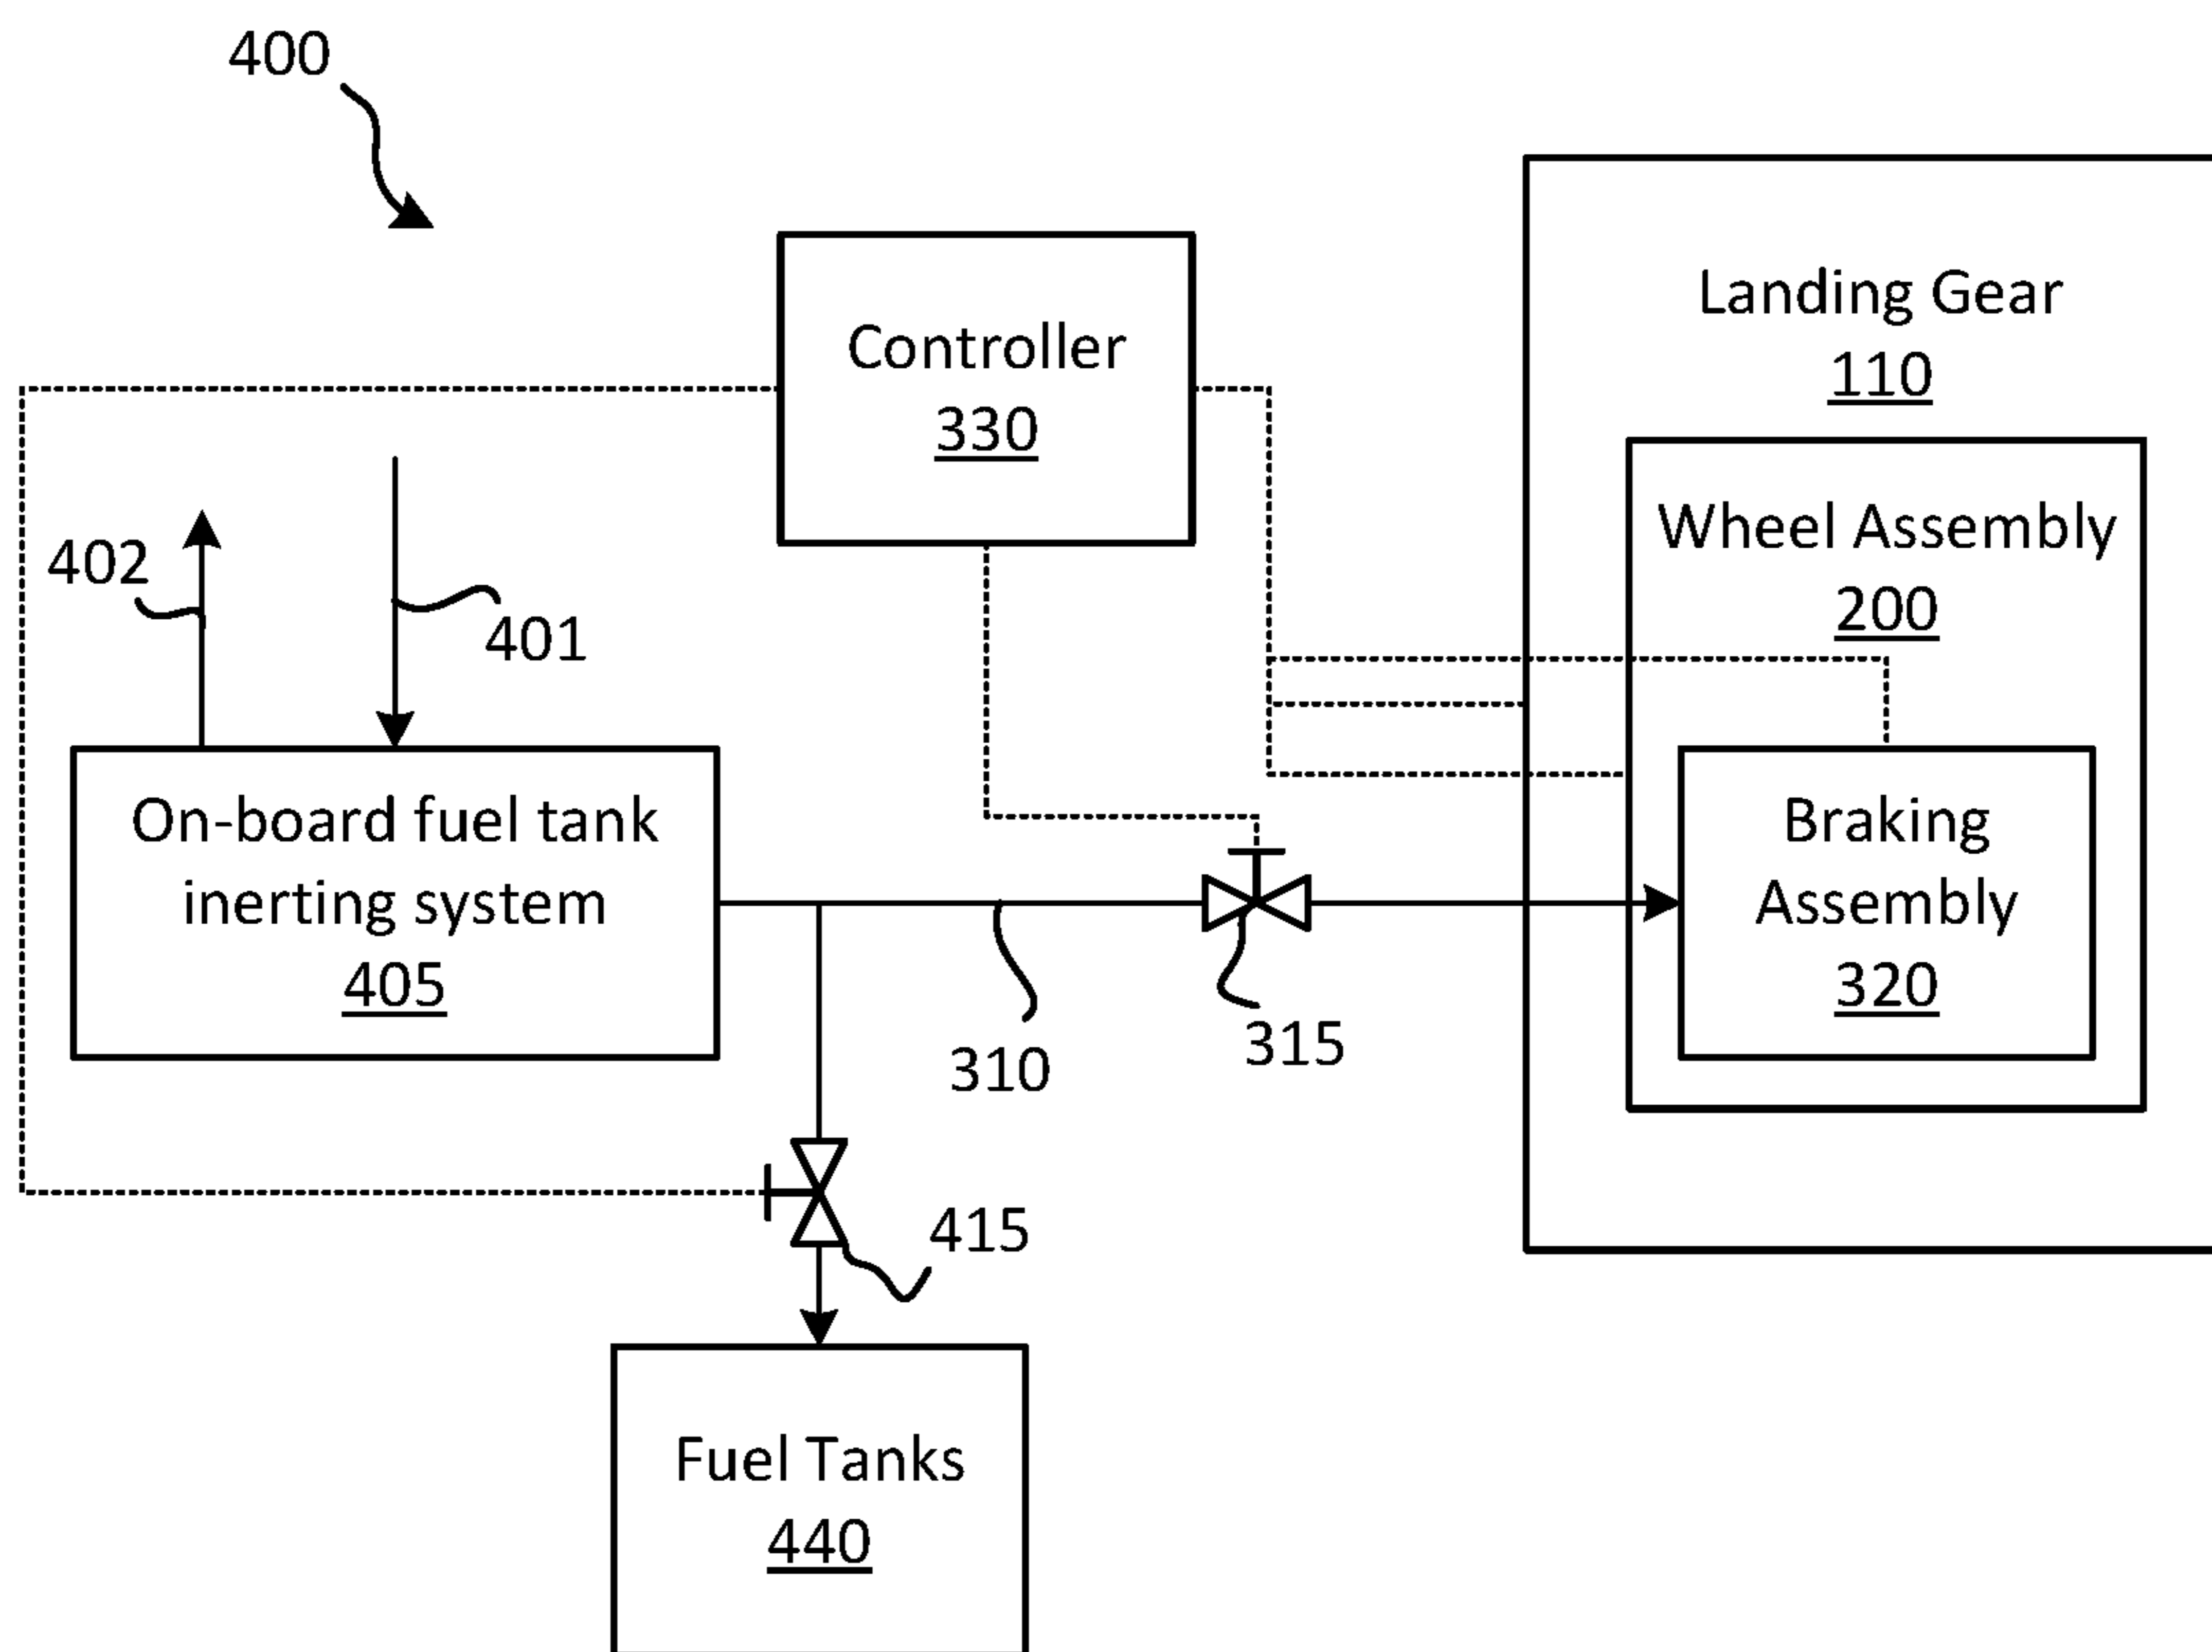 400
Controller
330
Landing Gear
110
Wheel Assembly
200
402
401
On-board fuel tank
inerting system
405
Braking
Assembly
320
310
315
415
Fuel Tanks
440